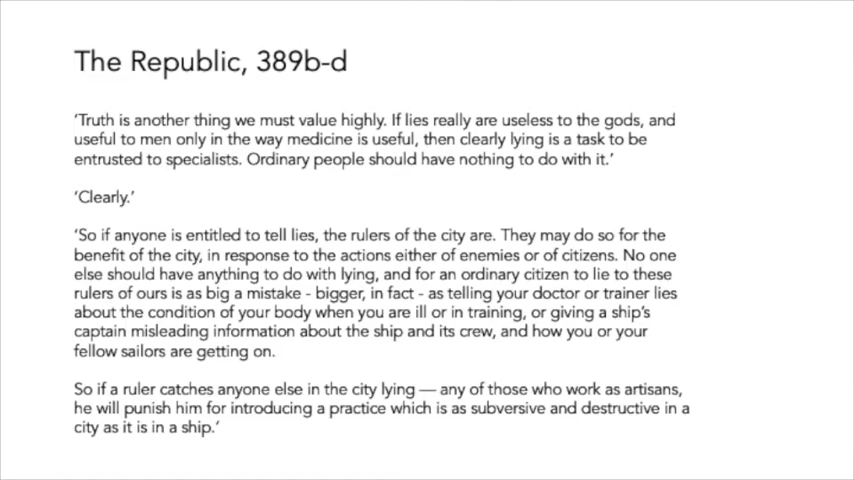 The Republic, 389b-d
‘Truth is another thing we must value highly. If lies really are useless to the gods, and
useful to men only in the way medicine is useful, then clearly lying is a task to be
entrusted to specialists. Ordinary people should have nothing to do with it.’
‘Clearly.’
‘So if anyone is entitled to tell lies, the rulers of the city are. They may do so for the
benefit of the city, in response to the actions either of enemies or of citizens. No one
else should have anything to do with lying, and for an ordinary citizen to lie to these
rulers of ours is as big a mistake - bigger, in fact - as telling your doctor or trainer lies
about the condition of your body when you are ill or in training, or giving a ship’s
captain misleading information about the ship and its crew, and how you or your
fellow sailors are getting on.
So if a ruler catches anyone else in the city lying — any of those who work as artisans,
he will punish him for introducing a practice which is as subversive and destructive in a
city as it is in a ship.’